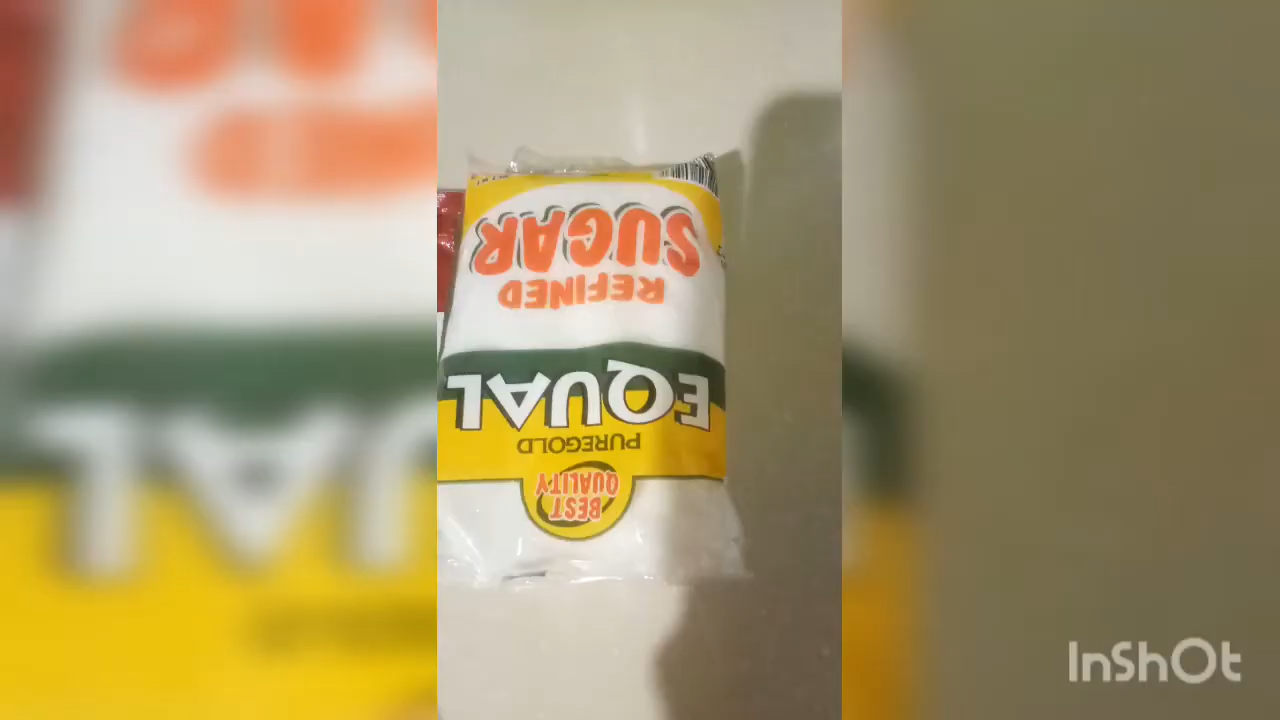 BEST
QUALITY
PUREGOLD
EQUAL
REFINED
SUGAR
InShOt